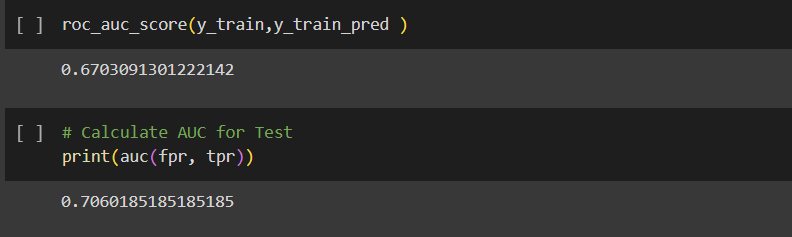 [ ] roc_auc_score(y_train,y_train_pred )
0.6703091301222142
[ ] # Calculate AUC for Test
print(auc(fpr, tpr))
0.7060185185185185